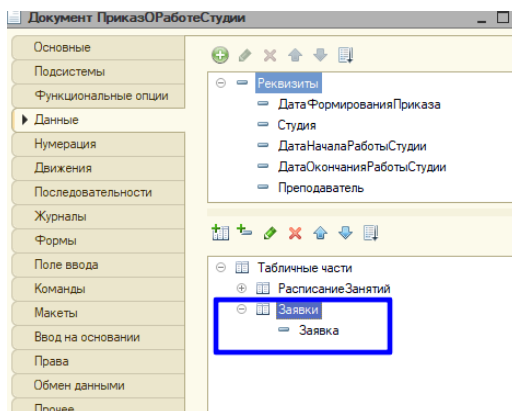 Документ ПриказОРаботеСтудии
Основные
Подсистемы
Функциональные опции
Данные
Нумерация
Движения
Последовательности
Журналы
Формы
Поле ввода
Команды
Макеты
Ввод на основании
Права
Обмен данными
Прочее
Реквизиты
ДатаФормированияПриказа
Студия
ДатаНачалаРаботыСтудии
ДатаОкончанияРаботыСтудии
Преподаватель
Табличные части
РасписаниеЗанятий
Заявки
Заявка